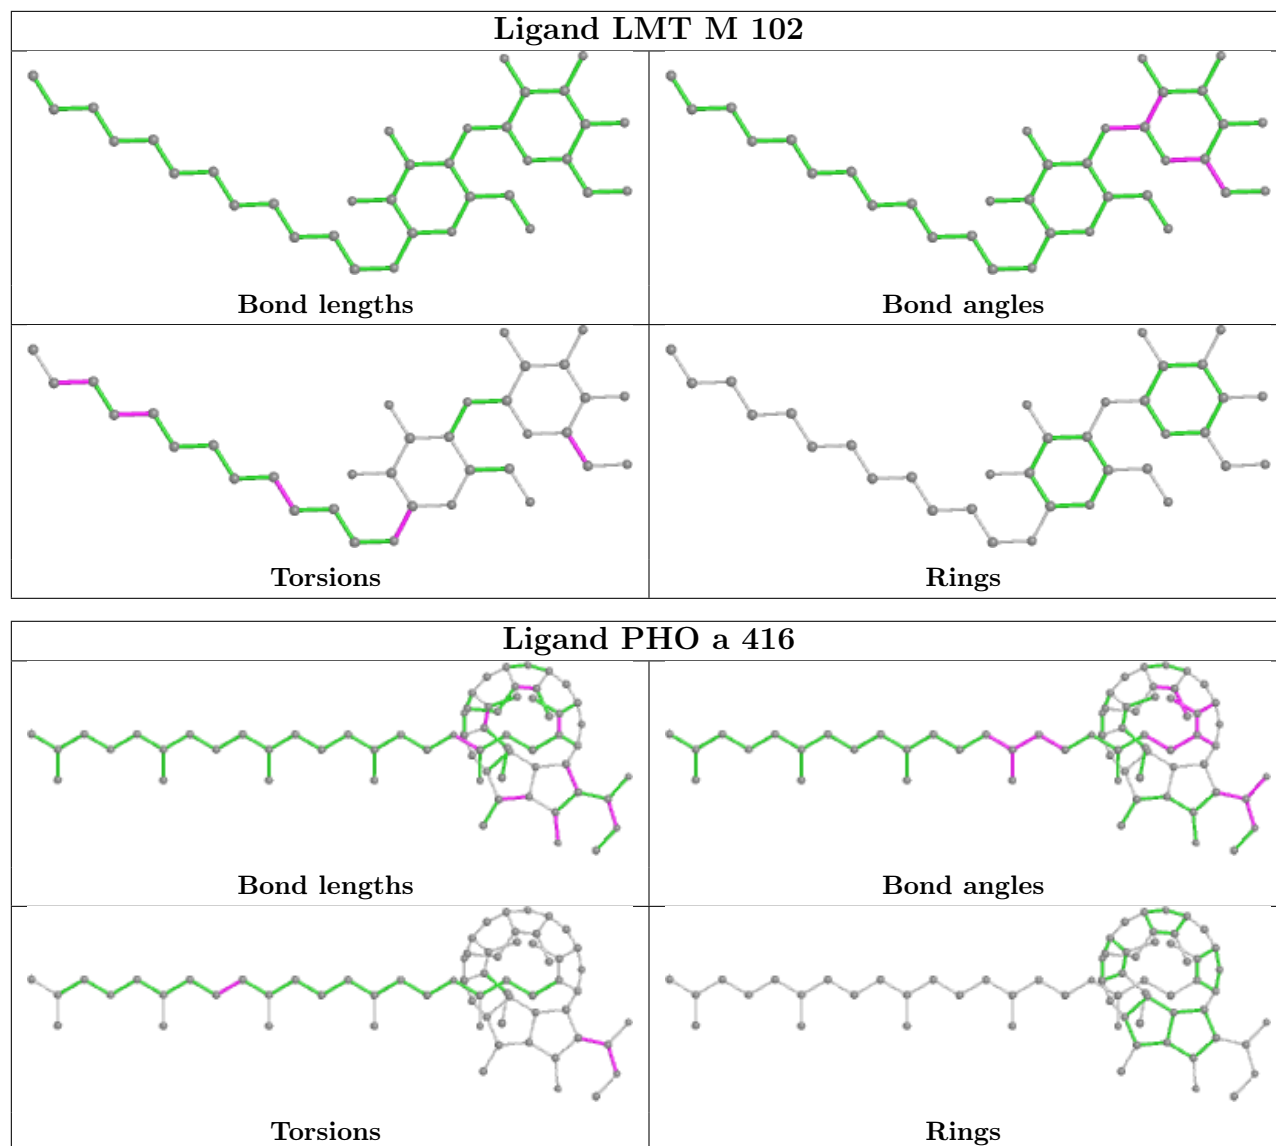 Ligand LMT M 102
Bond lengths
Bond angles
Torsions
Rings
Ligand PHO a 416
Bond lengths
Bond angles
Torsions
Rings